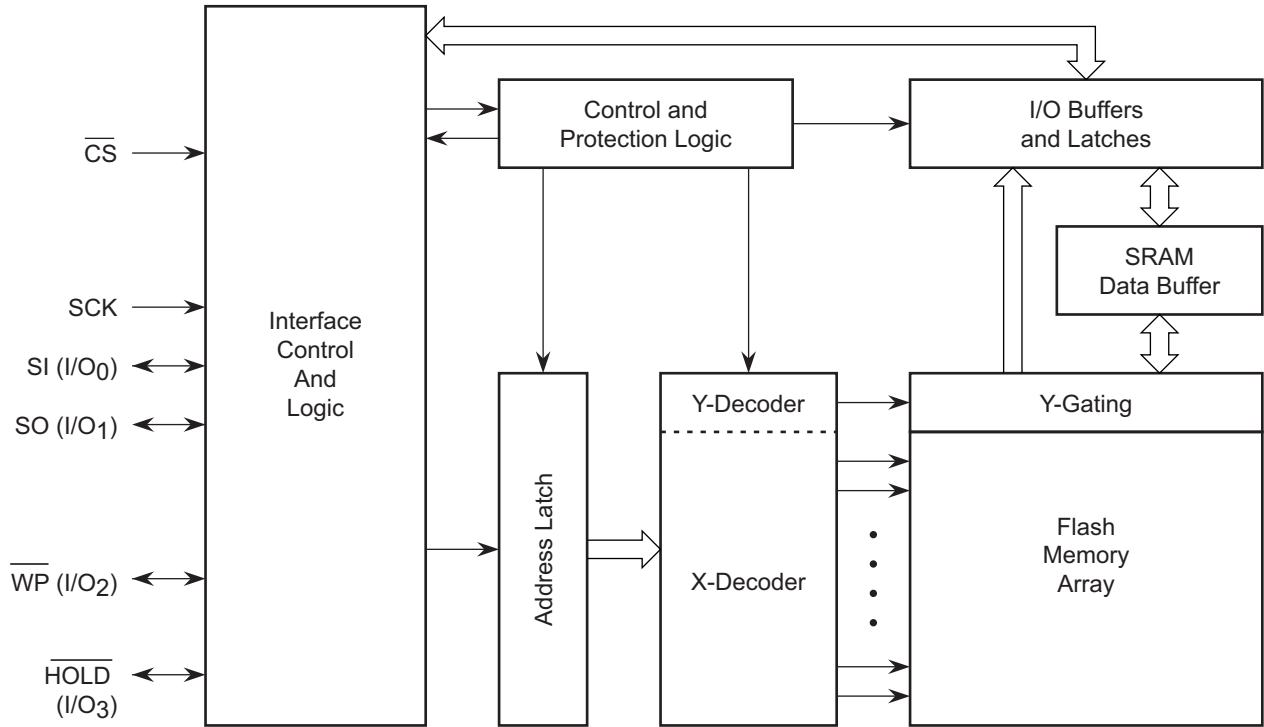 CS
SCK
SI (I/O0)
SO (I/O1)
WP (I/O2)
HOLD
(I/O3)
Interface
Control
And
Logic
Control and
Protection Logic
I/O Buffers
and Latches
SRAM
Data Buffer
Address Latch
Y-Decoder
X-Decoder
Y-Gating
Flash
Memory
Array